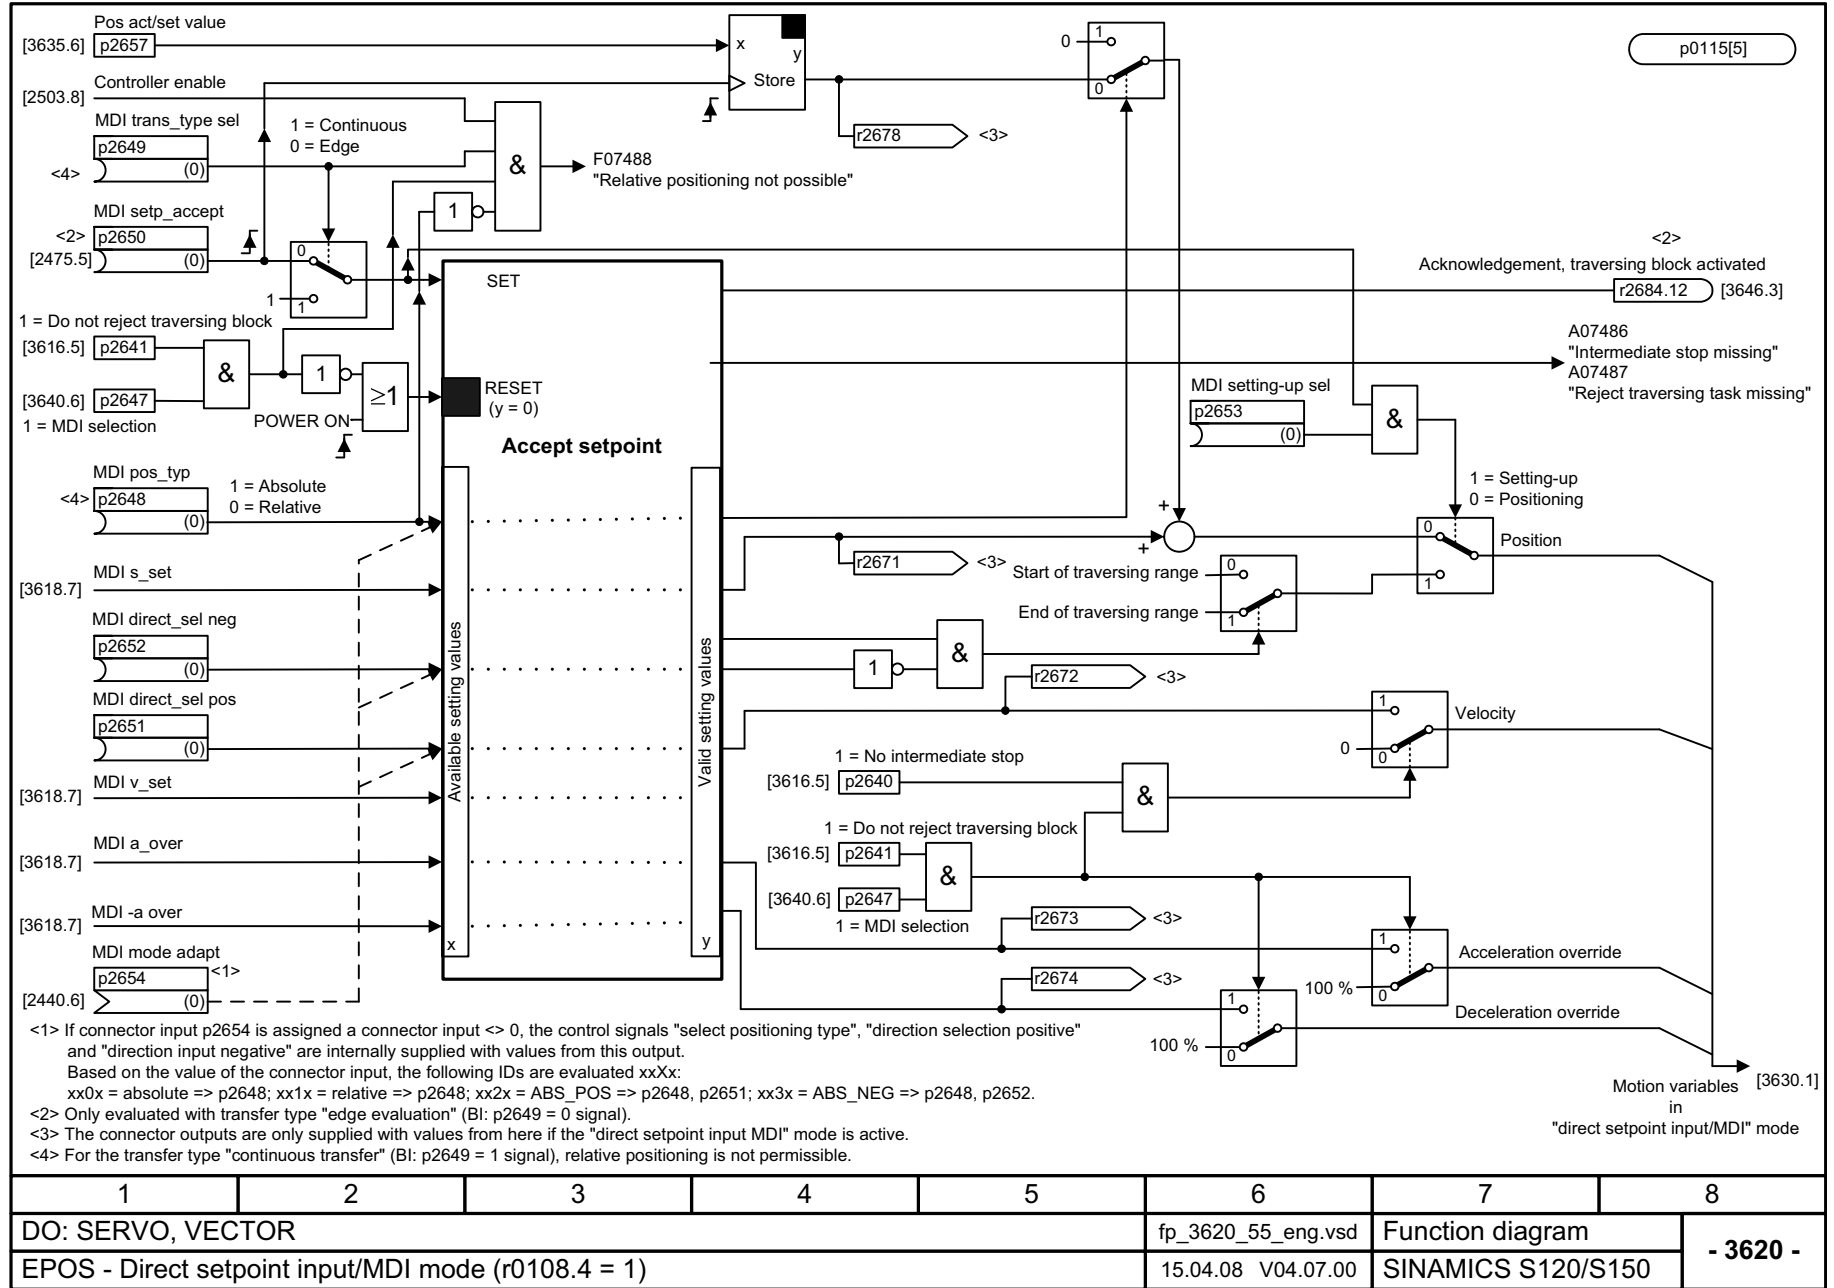 Pos act/set value
[3635.6] p2657
x
y
Store
0
1
0
p0115[5]
Controller enable
[2503.8]
r2678 <3>
MDI trans_type sel
p2649
<4> (0)
1 = Continuous
0 = Edge
&
F07488
"Relative positioning not possible"
1
MDI setp_accept
<2> p2650
[2475.5] (0)
0
1
1
SET
<2>
Acknowledgement, traversing block activated
r2684.12 [3646.3]
1 = Do not reject traversing block
[3616.5] p2641
&
1
≥1
[3640.6] p2647
1 = MDI selection
POWER ON
RESET
(y = 0)
Accept setpoint
A07486
"Intermediate stop missing"
A07487
"Reject traversing task missing"
MDI setting-up sel
p2653
(0)
&
MDI pos_typ
<4> p2648
(0)
1 = Absolute
0 = Relative
1 = Setting-up
0 = Positioning
+
+
0
1
Position
MDI s_set
[3618.7]
r2671 <3>
Start of traversing range
End of traversing range
0
1
MDI direct_sel neg
p2652
(0)
1
&
r2672 <3>
MDI direct_sel pos
p2651
(0)
Available setting values
Valid setting values
1
0
0
Velocity
MDI v_set
[3618.7]
1 = No intermediate stop
[3616.5] p2640
&
1 = Do not reject traversing block
[3616.5] p2641
&
[3640.6] p2647
1 = MDI selection
MDI a_over
[3618.7]
MDI -a over
[3618.7]
x
y
r2673 <3>
1
100 %
0
Acceleration override
MDI mode adapt
p2654 <1>
[2440.6] (0)
r2674 <3>
1
100 %
0
Deceleration override
<1> If connector input p2654 is assigned a connector input <> 0, the control signals "select positioning type", "direction selection positive"
and "direction input negative" are internally supplied with values from this output.
Based on the value of the connector input, the following IDs are evaluated xxXx:
xx0x = absolute => p2648; xx1x = relative => p2648; xx2x = ABS_POS => p2648, p2651; xx3x = ABS_NEG => p2648, p2652.
<2> Only evaluated with transfer type "edge evaluation" (BI: p2649 = 0 signal).
<3> The connector outputs are only supplied with values from here if the "direct setpoint input MDI" mode is active.
<4> For the transfer type "continuous transfer" (BI: p2649 = 1 signal), relative positioning is not permissible.
Motion variables [3630.1]
in
"direct setpoint input/MDI" mode
1 2 3 4 5 6 7 8
DO: SERVO, VECTOR
fp_3620_55_eng.vsd
Function diagram
- 3620 -
EPOS - Direct setpoint input/MDI mode (r0108.4 = 1)
15.04.08 V04.07.00
SINAMICS S120/S150